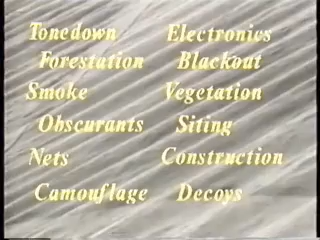 Tonedown
Forestation
Smoke
Obscurants
Nets
Camouflage
Electronics
Blackout
Vegetation
Siting
Construction
Decoys